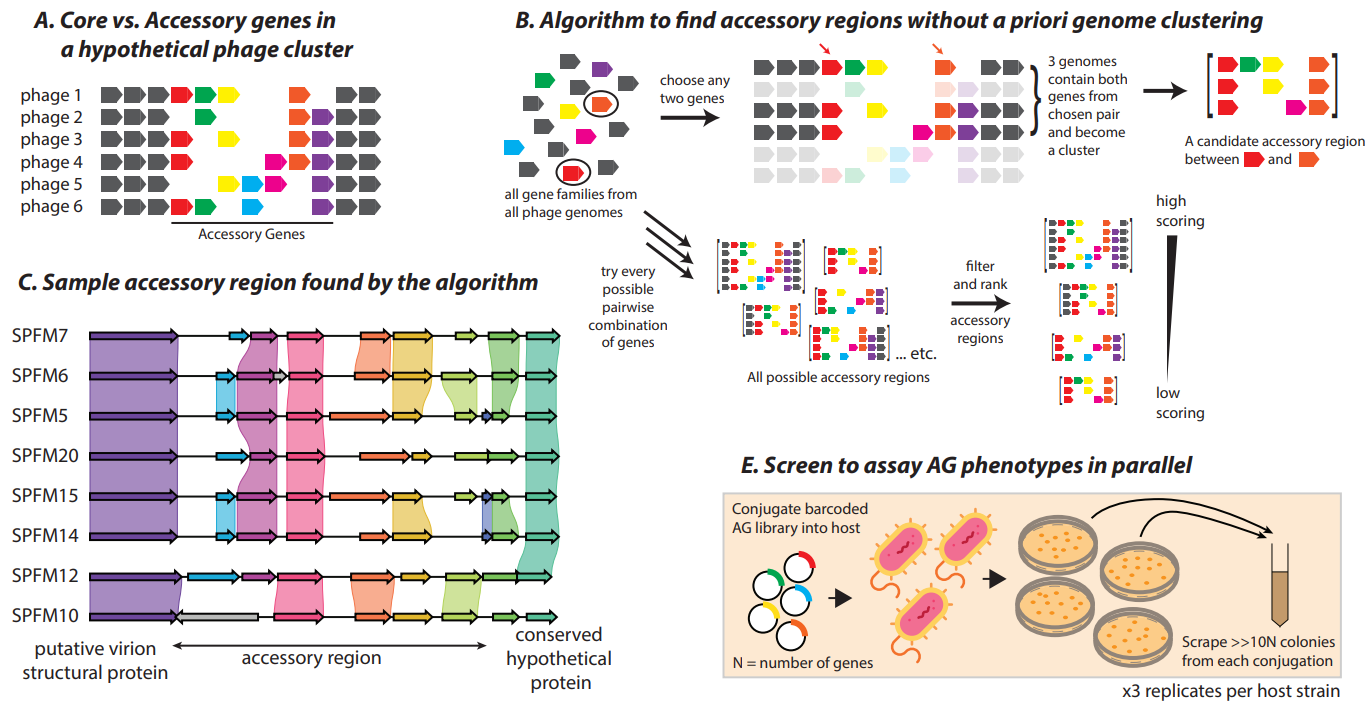 A. Core vs. Accessory genes in
a hypothetical phage cluster
phage 1
phage 2
phage 3
phage 4
phage 5
phage 6
Accessory Genes
B. Algorithm to find accessory regions without a priori genome clustering
all gene families from
all phage genomes
choose any
two genes
3 genomes
contain both
genes from
chosen pair
and become
a cluster
A candidate accessory region
between
and
try every
possible
pairwise
combination
of genes
... etc.
All possible accessory regions
filter
and rank
accessory
regions
high
scoring
low
scoring
C. Sample accessory region found by the algorithm
SPFM7
SPFM6
SPFM5
SPFM20
SPFM15
SPFM14
SPFM12
SPFM10
putative virion
structural protein
accessory region
conserved
hypothetical
protein
E. Screen to assay AG phenotypes in parallel
Conjugate barcoded
AG library into host
N = number of genes
Scrape >>10N colonies
from each conjugation
x3 replicates per host strain